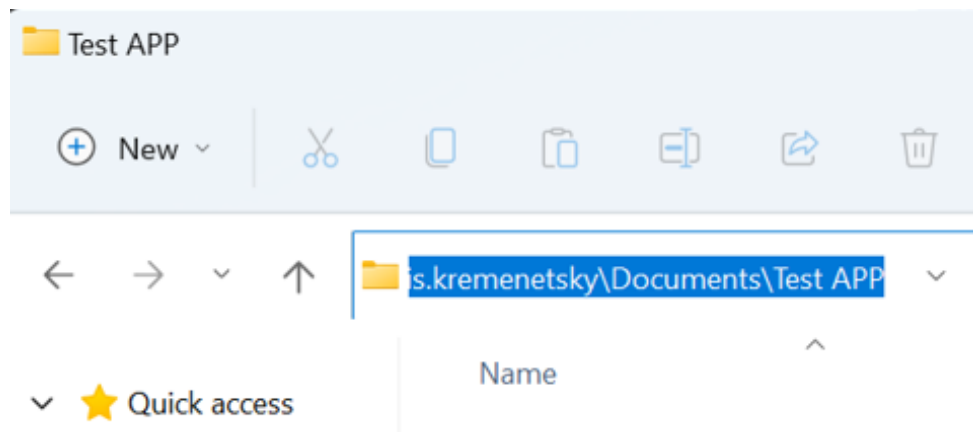 Test APP
New
is.kremenetsky\Documents\Test APP
Name
Quick access